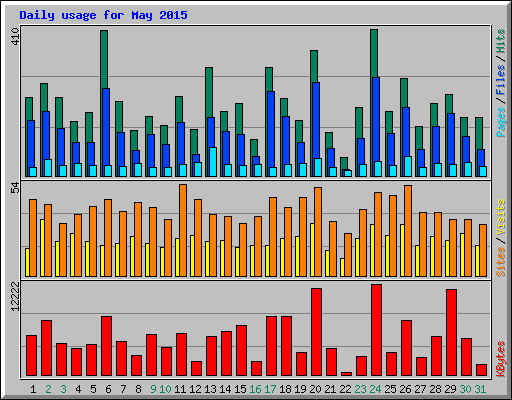 Daily usage for May 2015
410
Pages/Files/Hits
54
Sites/Visits
12222
KBytes
1 2 3 4 5 6 7 8 9 10 11 12 13 14 15 16 17 18 19 20 21 22 23 24 25 26 27 28 29 30 31